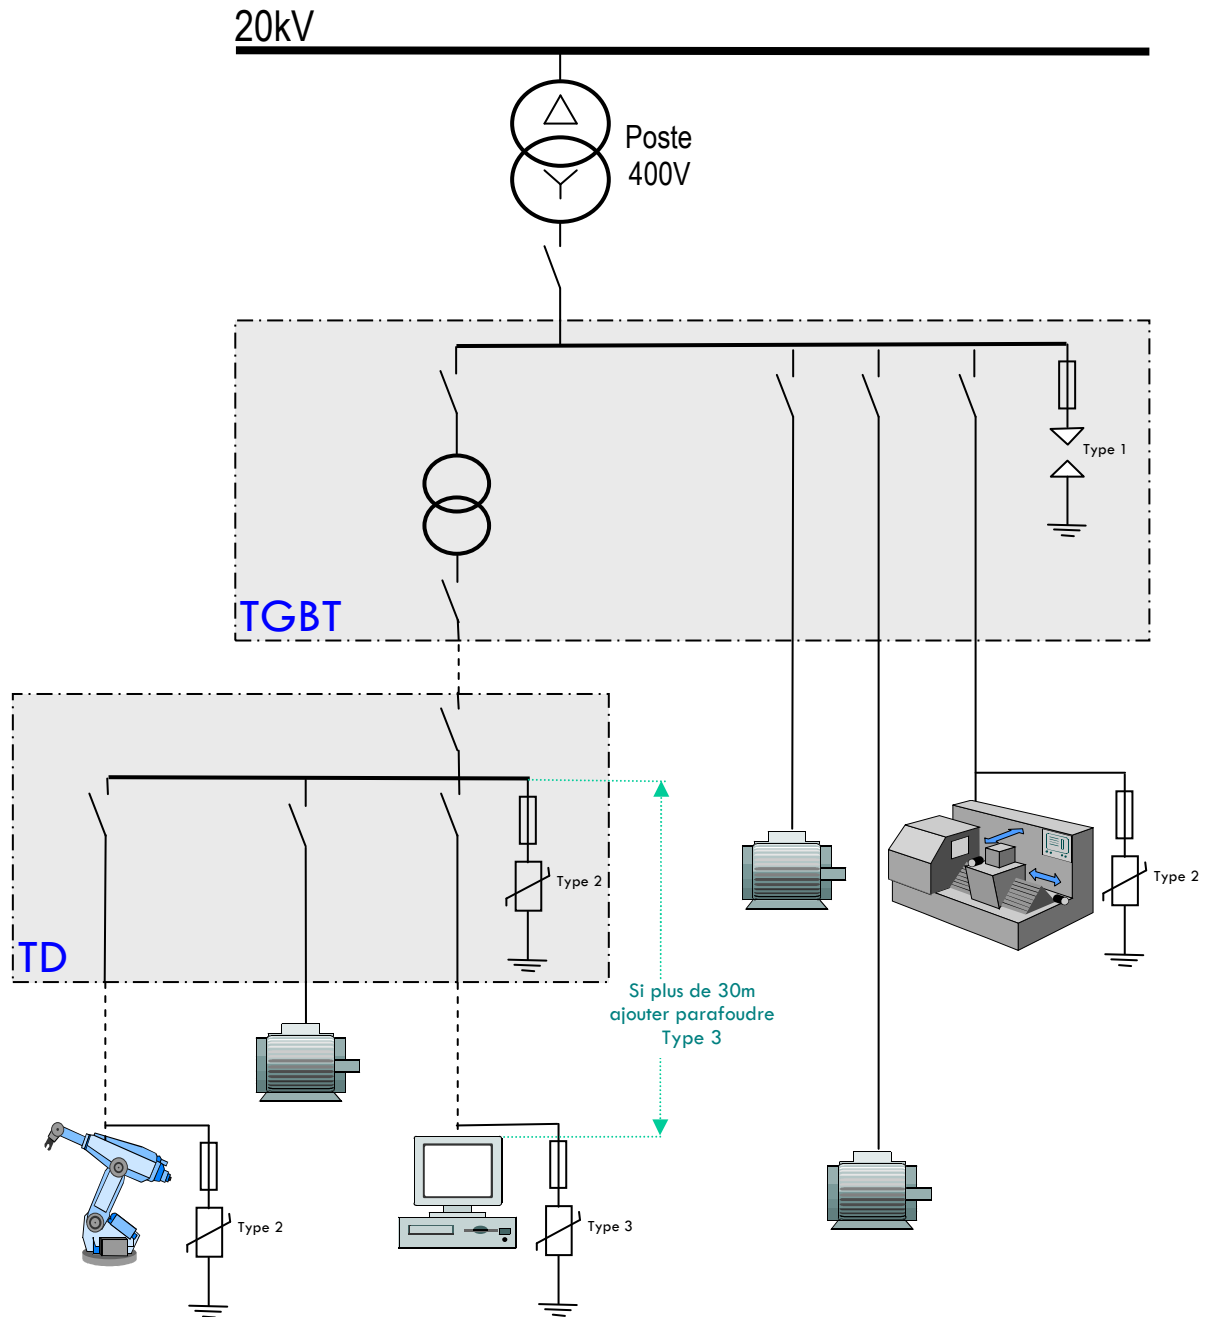 20kV
Poste
400V
Type 1
TGBT
Type 2
Type 2
TD
Si plus de 30m
ajouter parafoudre
Type 3
Type 2
Type 3